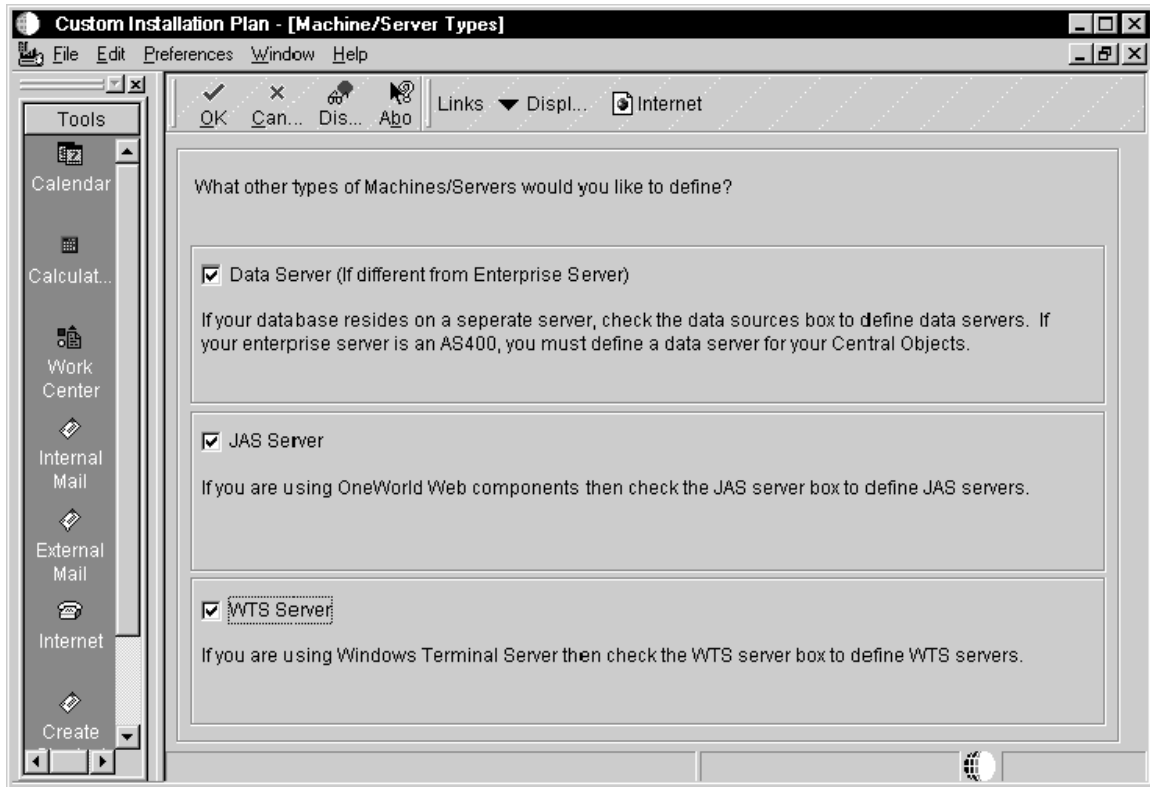 Custom Installation Plan - [Machine/Server Types]
File Edit Preferences Window Help
Tools
Calendar
Calculat...
Work
Center
Internal
Mail
External
Mail
Internet
Create
OK Can... Dis... Abo Links Displ... Internet
What other types of Machines/Servers would you like to define?
Data Server (If different from Enterprise Server)
If your database resides on a seperate server, check the data sources box to define data servers. If
your enterprise server is an AS400, you must define a data server for your Central Objects.
JAS Server
If you are using OneWorld Web components then check the JAS server box to define JAS servers.
WTS Server
If you are using Windows Terminal Server then check the WTS server box to define WTS servers.